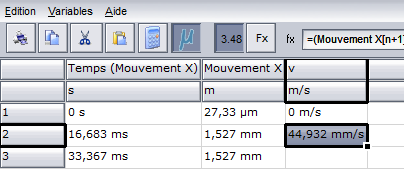 Edition Variables Aide
µ 3.48 Fx fx =(Mouvement X[n+1
Temps (Mouvement X) Mouvement X v
s m m/s
1 0 s 27,33 µm 0 m/s
2 16,683 ms 1,527 mm 44,932 mm/s
3 33,367 ms 1,527 mm